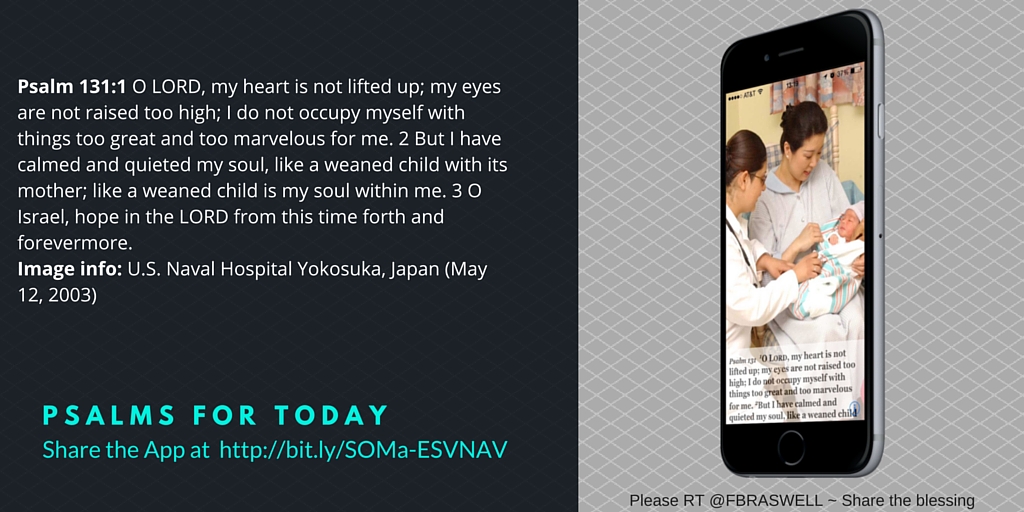 Psalm 131:1 O LORD, my heart is not lifted up; my eyes
are not raised too high; I do not occupy myself with
things too great and too marvelous for me. 2 But I have
calmed and quieted my soul, like a weaned child with its
mother; like a weaned child is my soul within me. 3 O
Israel, hope in the LORD from this time forth and
forevermore.
Image info: U.S. Naval Hospital Yokosuka, Japan (May
12, 2003)
PSALMS FOR TODAY
Share the App at http://bit.ly/SOMa-ESVNAV
AT&T 37%
Psalm 131 ¹O LORD, my heart is not
lifted up; my eyes are not raised too
high; I do not occupy myself with
things too great and too marvelous
for me. ²But I have calmed and
quieted my soul, like a weaned child
Please RT @FBRASWELL ~ Share the blessing